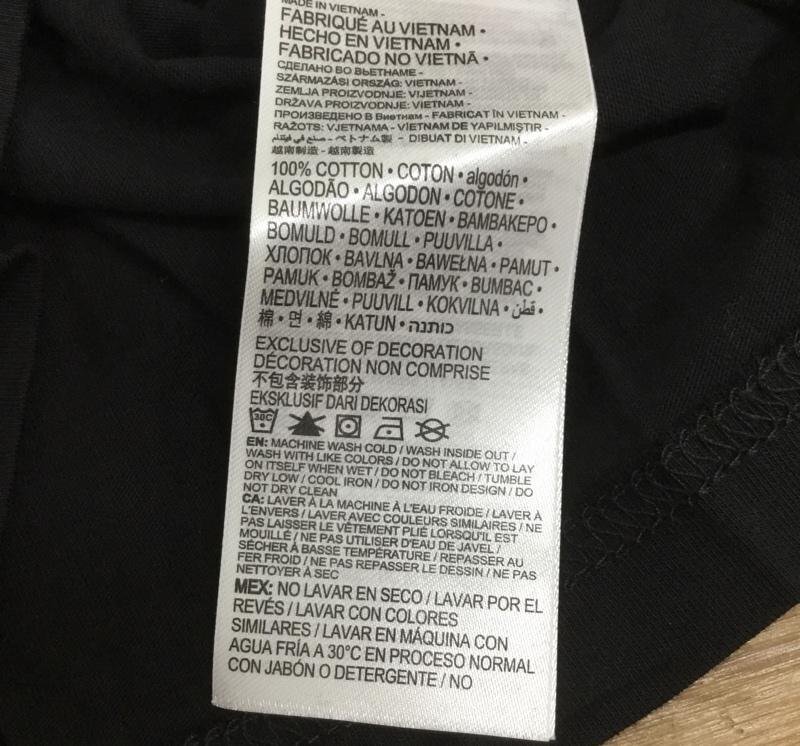 MADE IN VIETNAM -
FABRIQUÉ AU VIETNAM •
HECHO EN VIETNAM •
FABRICADO NO VIETNÃ •
СДЕЛАНО ВО ВЬЕТНАМЕ -
SZÁRMAZÁSI ORSZÁG: VIETNAM -
ZEMLJA PROIZVODNJE: VIJETNAM -
DRŽAVA PROIZVODNJE: VIETNAM -
ПРОИЗВЕДЕНО В Виетнам - FABRICAT ÎN VIETNAM -
RAŽOTS: VJETNAMA - VİETNAM DE YAPILMIŞTIR -
صنع في فيتنام - ベトナム製 - DIBUAT DI VIETNAM -
越南制造 - 越南製造
100% COTTON • COTON • algodón •
ALGODÃO • ALGODON • COTONE •
BAUMWOLLE • KATOEN • ΒΑΜΒΑΚΕΡΟ •
BOMULD • BOMULL • PUUVILLA •
ХЛОПОК • BAVLNA • BAWEŁNA • PAMUT •
PAMUK • BOMBAŽ • ПАМУК • BUMBAC •
MEDVILNĖ • PUUVILL • KOKVILNA • قطن •
棉 • 면 • 綿 • KATUN • כותנה
EXCLUSIVE OF DECORATION
DÉCORATION NON COMPRISE
不包含装饰部分
EKSKLUSIF DARI DEKORASI
30C
EN: MACHINE WASH COLD / WASH INSIDE OUT /
WASH WITH LIKE COLORS / DO NOT ALLOW TO LAY
ON ITSELF WHEN WET / DO NOT BLEACH / TUMBLE
DRY LOW / COOL IRON / DO NOT IRON DESIGN / DO
NOT DRY CLEAN
CA: LAVER À LA MACHINE À L'EAU FROIDE / LAVER À
L'ENVERS / LAVER AVEC COULEURS SIMILAIRES / NE
PAS LAISSER LE VÊTEMENT PLIÉ LORSQU'IL EST
MOUILLÉ / NE PAS UTILISER D'EAU DE JAVEL /
SÉCHER À BASSE TEMPÉRATURE / REPASSER AU
FER FROID / NE PAS REPASSER LE DESSIN / NE PAS
NETTOYER À SEC
MEX: NO LAVAR EN SECO / LAVAR POR EL
REVÉS / LAVAR CON COLORES
SIMILARES / LAVAR EN MÁQUINA CON
AGUA FRÍA A 30°C EN PROCESO NORMAL
CON JABÓN O DETERGENTE / NO